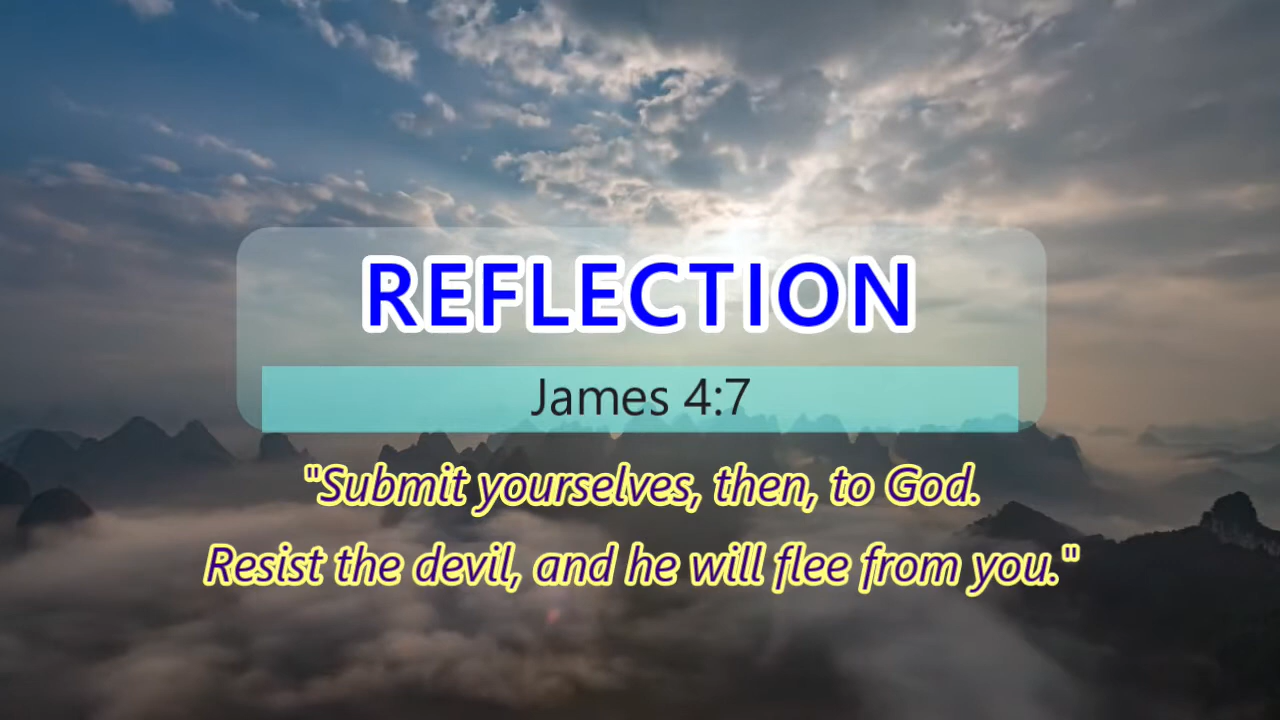 REFLECTION
James 4:7
"Submit yourselves, then, to God.
Resist the devil, and he will flee from you."